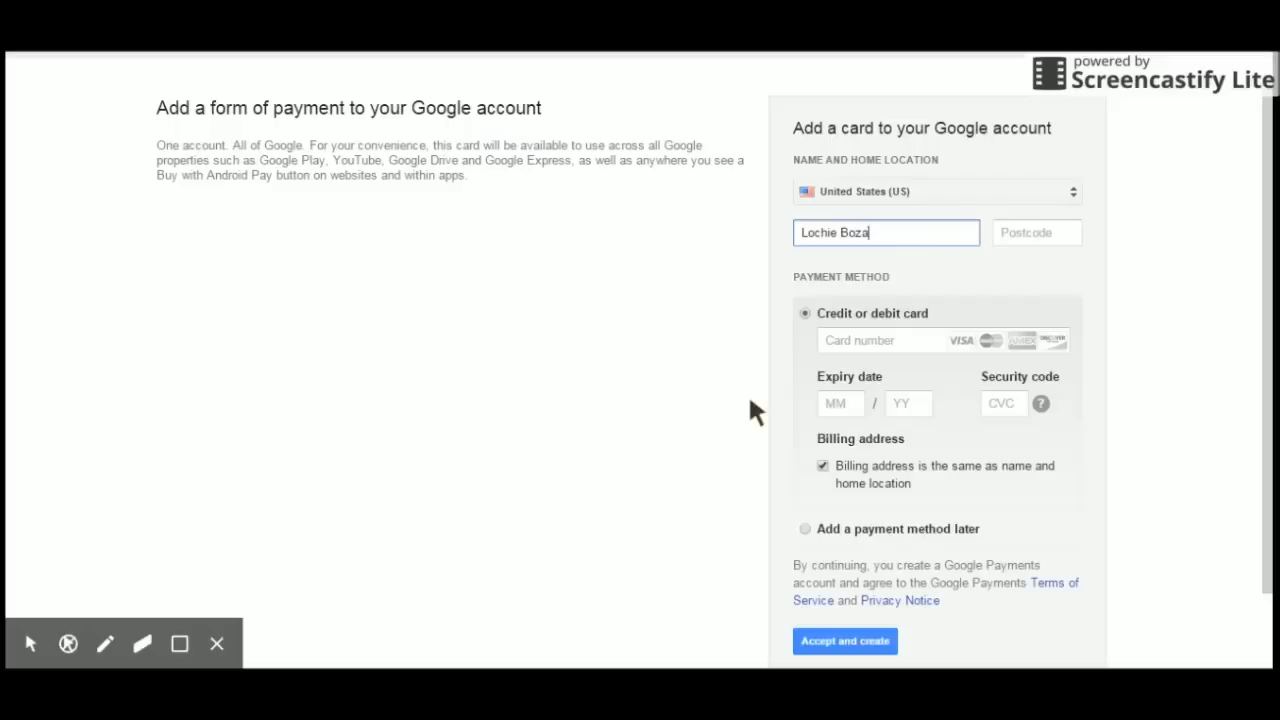 powered by
Screencastify Lite
Add a form of payment to your Google account
One account. All of Google. For your convenience, this card will be available to use across all Google
properties such as Google Play, YouTube, Google Drive and Google Express, as well as anywhere you see a
Buy with Android Pay button on websites and within apps.
Add a card to your Google account
NAME AND HOME LOCATION
United States (US)
Lochie Boza Postcode
PAYMENT METHOD
Credit or debit card
Card number VISA AMEX DISCOVER
Expiry date Security code
MM / YY CVC ?
Billing address
Billing address is the same as name and
home location
Add a payment method later
By continuing, you create a Google Payments
account and agree to the Google Payments Terms of
Service and Privacy Notice
Accept and create